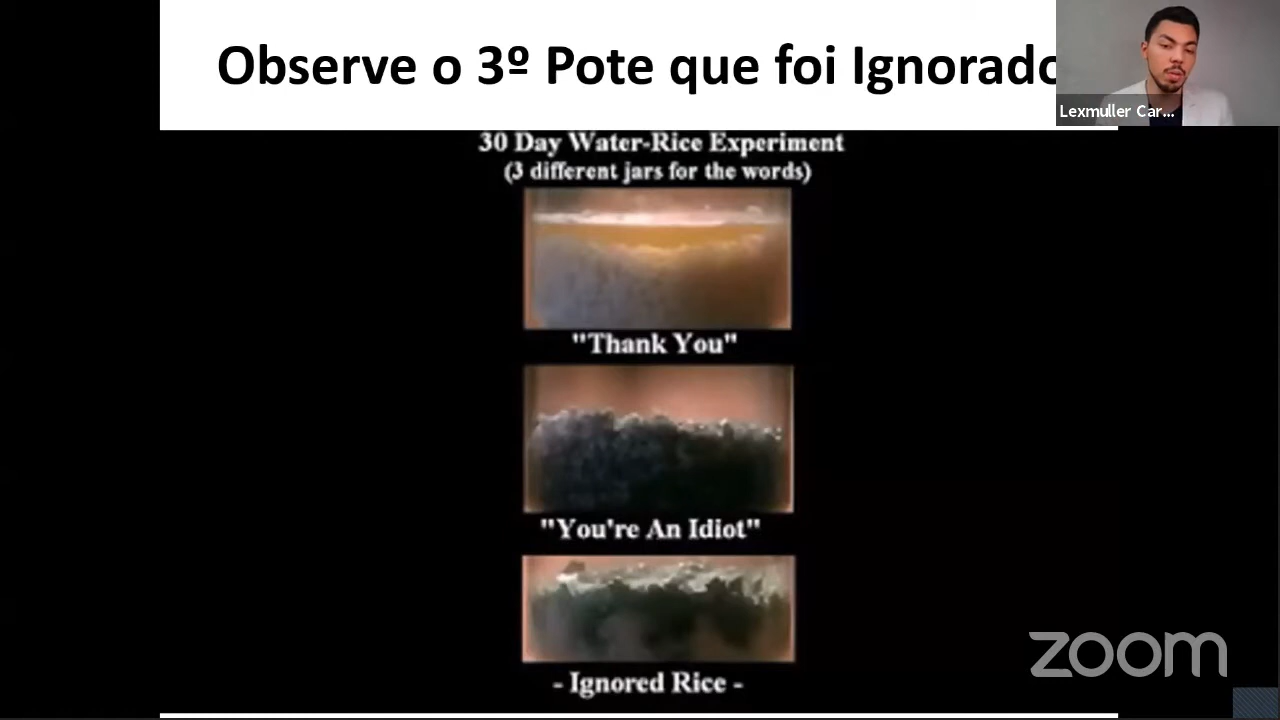 Observe o 3º Pote que foi Ignorado
Lexmuller Car...
30 Day Water-Rice Experiment
(3 different jars for the words)
"Thank You"
"You're An Idiot"
- Ignored Rice -
zoom